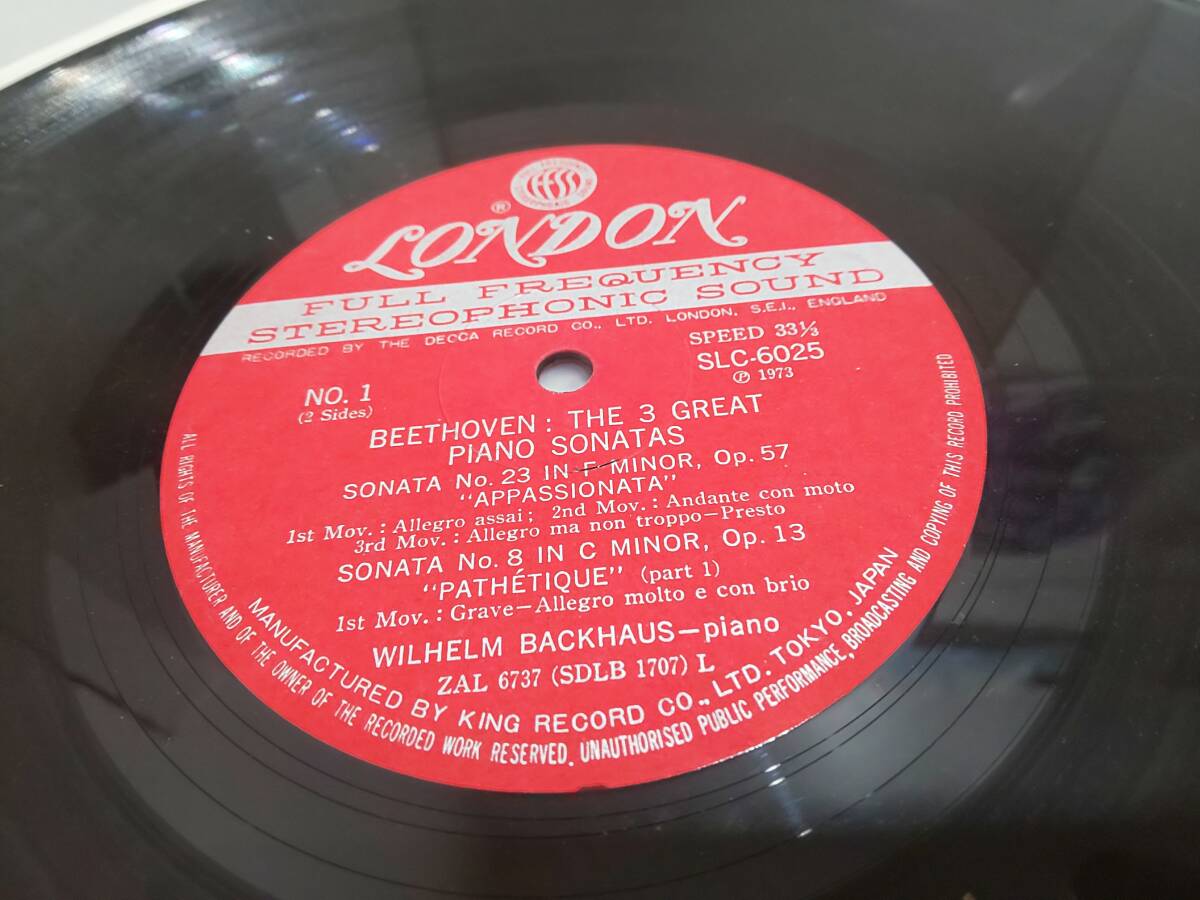 FFSS
®
LONDON
FULL FREQUENCY
STEREOPHONIC SOUND
RECORDED BY THE DECCA RECORD CO., LTD. LONDON. S.E.I., ENGLAND
SPEED 33⅓
SLC-6025
℗ 1973
NO. 1
(2 Sides)
BEETHOVEN: THE 3 GREAT
PIANO SONATAS
SONATA No. 23 IN F MINOR, Op. 57
"APPASSIONATA"
1st Mov.: Allegro assai; 2nd Mov.: Andante con moto
3rd Mov.: Allegro ma non troppo—Presto
SONATA No. 8 IN C MINOR, Op. 13
"PATHÉTIQUE" (part 1)
1st Mov.: Grave—Allegro molto e con brio
WILHELM BACKHAUS—piano
ZAL 6737 (SDLB 1707) L
MANUFACTURED BY KING RECORD CO., LTD. TOKYO, JAPAN
ALL RIGHTS OF THE MANUFACTURER AND OF THE OWNER OF THE RECORDED WORK RESERVED. UNAUTHORISED PUBLIC PERFORMANCE, BROADCASTING AND COPYING OF THIS RECORD PROHIBITED